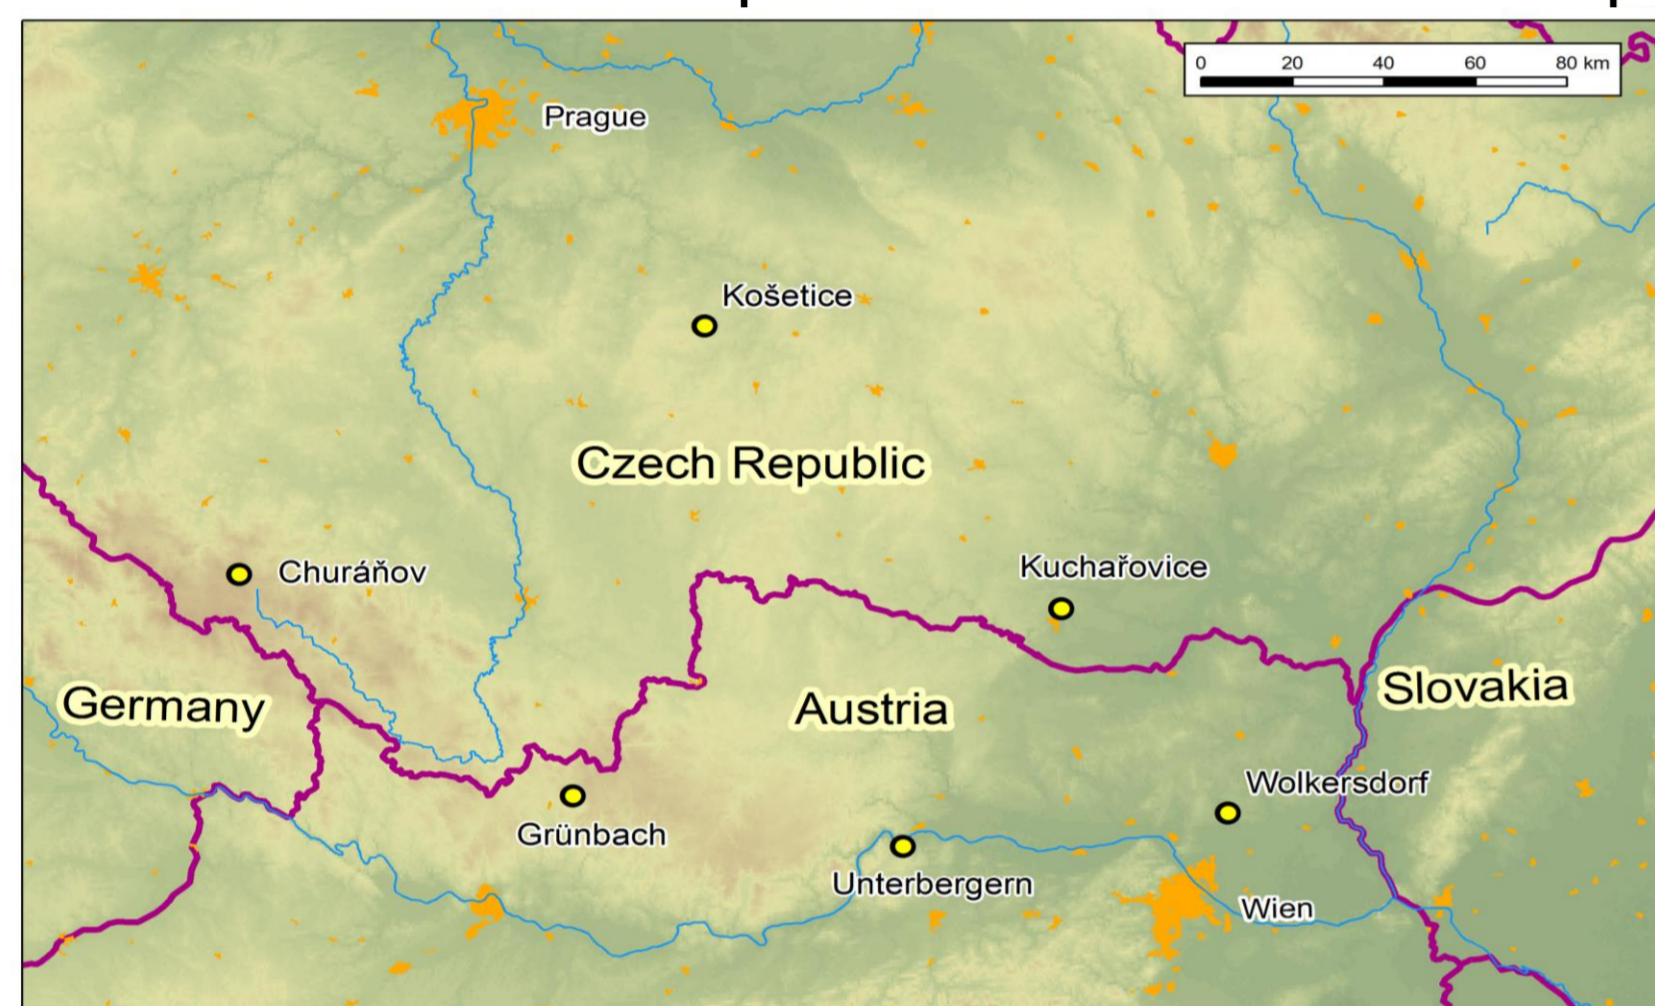 0 20 40 60 80 km
Prague
Košetice
Czech Republic
Churáňov
Kuchařovice
Germany
Austria
Slovakia
Wolkersdorf
Grünbach
Unterbergern
Wien